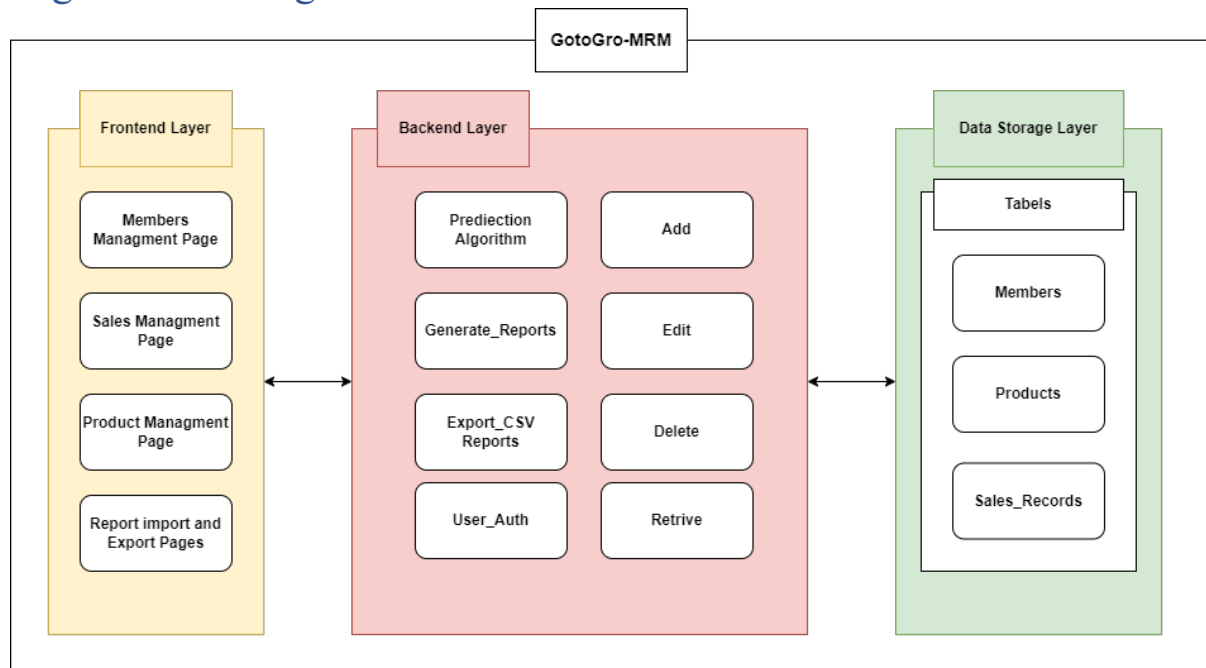 GotoGro-MRM
Frontend Layer
Members
Managment Page
Sales Managment
Page
Product Managment
Page
Report import and
Export Pages
Backend Layer
Prediection
Algorithm
Add
Generate_Reports
Edit
Export_CSV
Reports
Delete
User_Auth
Retrive
Data Storage Layer
Tabels
Members
Products
Sales_Records